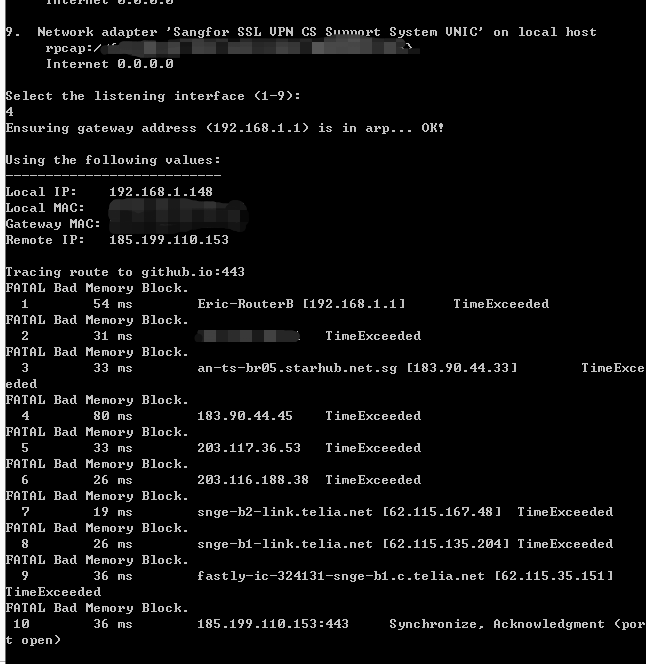 Internet 0.0.0.0
9.  Network adapter 'Sangfor SSL VPN CS Support System VNIC' on local host
rpcap:/
Internet 0.0.0.0
Select the listening interface (1-9):
4
Ensuring gateway address (192.168.1.1) is in arp... OK!
Using the following values:
---------------------------
Local IP:    192.168.1.148
Local MAC:
Gateway MAC:
Remote IP:   185.199.110.153
Tracing route to github.io:443
FATAL Bad Memory Block.
1        54 ms        Eric-RouterB [192.168.1.1]      TimeExceeded
FATAL Bad Memory Block.
2        31 ms        TimeExceeded
FATAL Bad Memory Block.
3        33 ms        an-ts-br05.starhub.net.sg [183.90.44.33]        TimeExce
eded
FATAL Bad Memory Block.
4        80 ms        183.90.44.45    TimeExceeded
FATAL Bad Memory Block.
5        33 ms        203.117.36.53   TimeExceeded
FATAL Bad Memory Block.
6        26 ms        203.116.188.38  TimeExceeded
FATAL Bad Memory Block.
7        19 ms        snge-b2-link.telia.net [62.115.167.48]  TimeExceeded
FATAL Bad Memory Block.
8        26 ms        snge-b1-link.telia.net [62.115.135.204] TimeExceeded
FATAL Bad Memory Block.
9        36 ms        fastly-ic-324131-snge-b1.c.telia.net [62.115.35.151]
TimeExceeded
FATAL Bad Memory Block.
10        36 ms        185.199.110.153:443     Synchronize, Acknowledgment (por
t open)